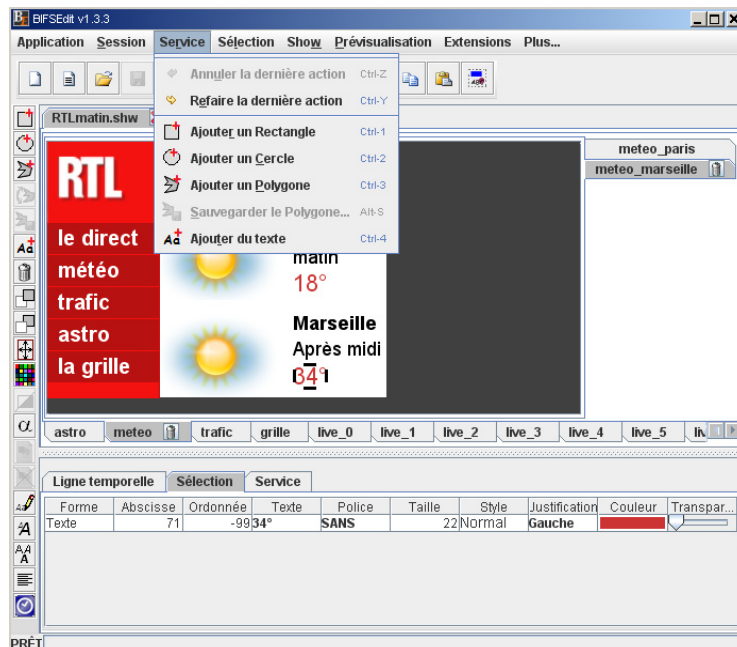 BIFSEdit v1.3.3
Application Session Service Sélection Show Prévisualisation Extensions Plus...
Annuler la dernière action Ctrl-Z
Refaire la dernière action Ctrl-Y
Ajouter un Rectangle Ctrl-1
Ajouter un Cercle Ctrl-2
Ajouter un Polygone Ctrl-3
Sauvegarder le Polygone... Alt-S
Ajouter du texte Ctrl-4
RTLmatin.shw
meteo_paris
meteo_marseille
RTL
le direct
météo
trafic
astro
la grille
matin
18°
Marseille
Après midi
34°
astro meteo trafic grille live_0 live_1 live_2 live_3 live_4 live_5
Ligne temporelle Sélection Service
Forme Abscisse Ordonnée Texte Police Taille Style Justification Couleur Transpar...
Texte 71 -99 34° SANS 22 Normal Gauche
PRÊT